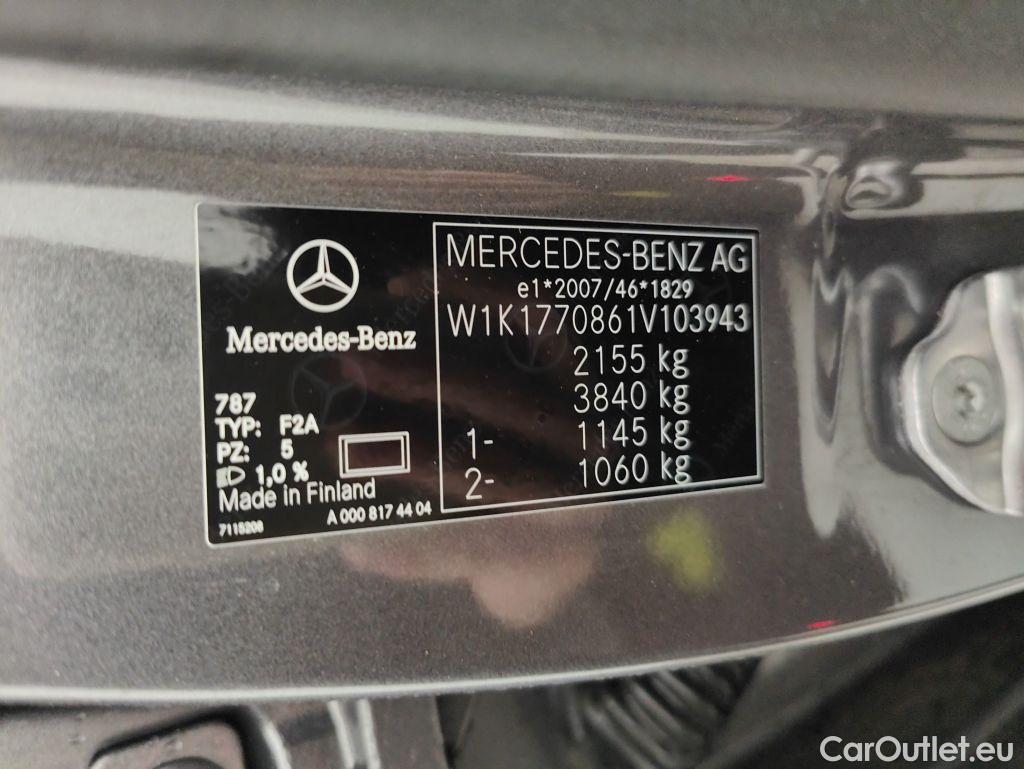 Mercedes-Benz
787
TYP: F2A
PZ: 5
1,0 %
Made in Finland
7115208
A 000 817 44 04
MERCEDES-BENZ AG
e1*2007/46*1829
W1K1770861V103943
2155 kg
3840 kg
1- 1145 kg
2- 1060 kg
CarOutlet.eu